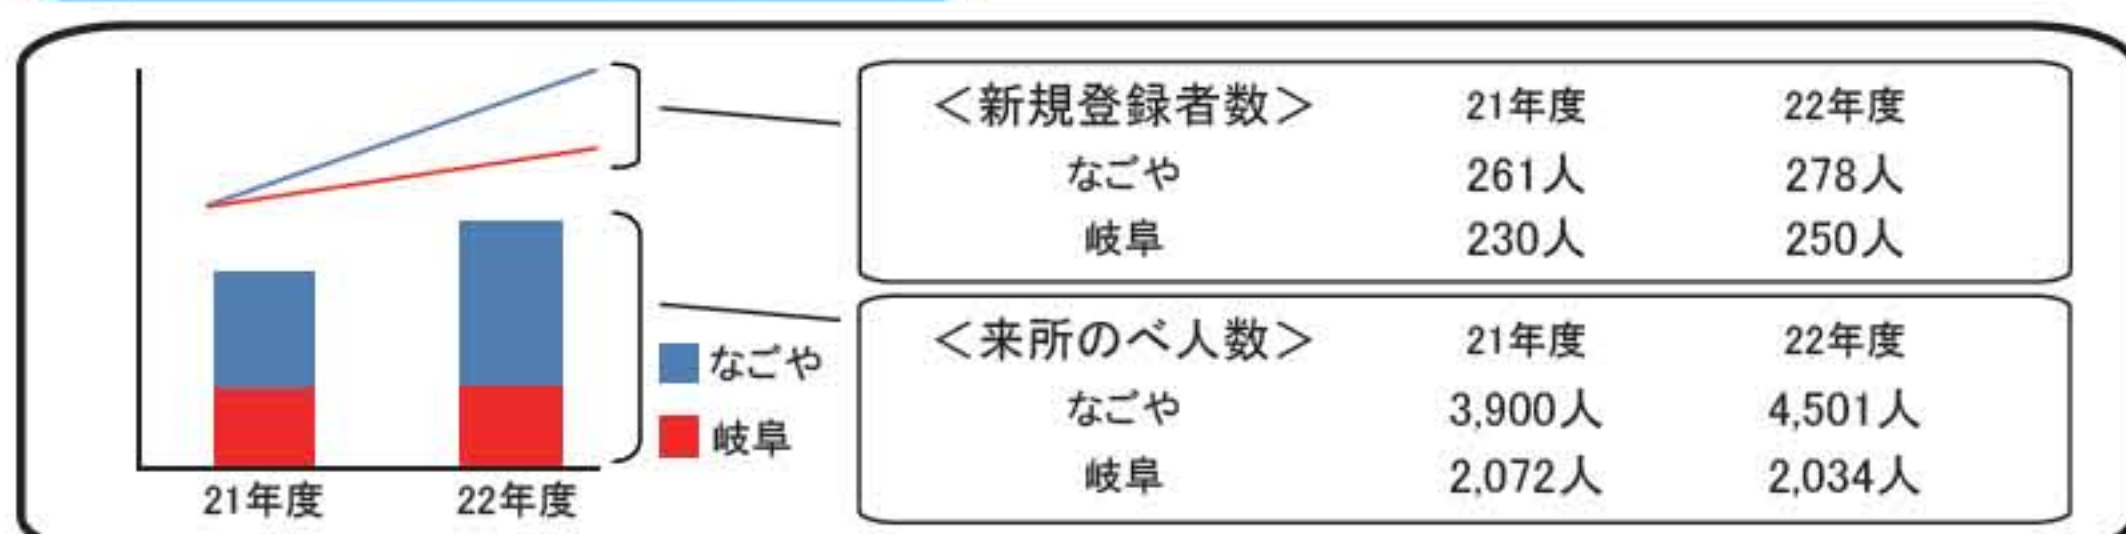 ＜新規登録者数＞ 21年度 22年度
なごや 261人 278人
岐阜 230人 250人
＜来所のべ人数＞ 21年度 22年度
なごや 3,900人 4,501人
岐阜 2,072人 2,034人
なごや
岐阜
21年度 22年度